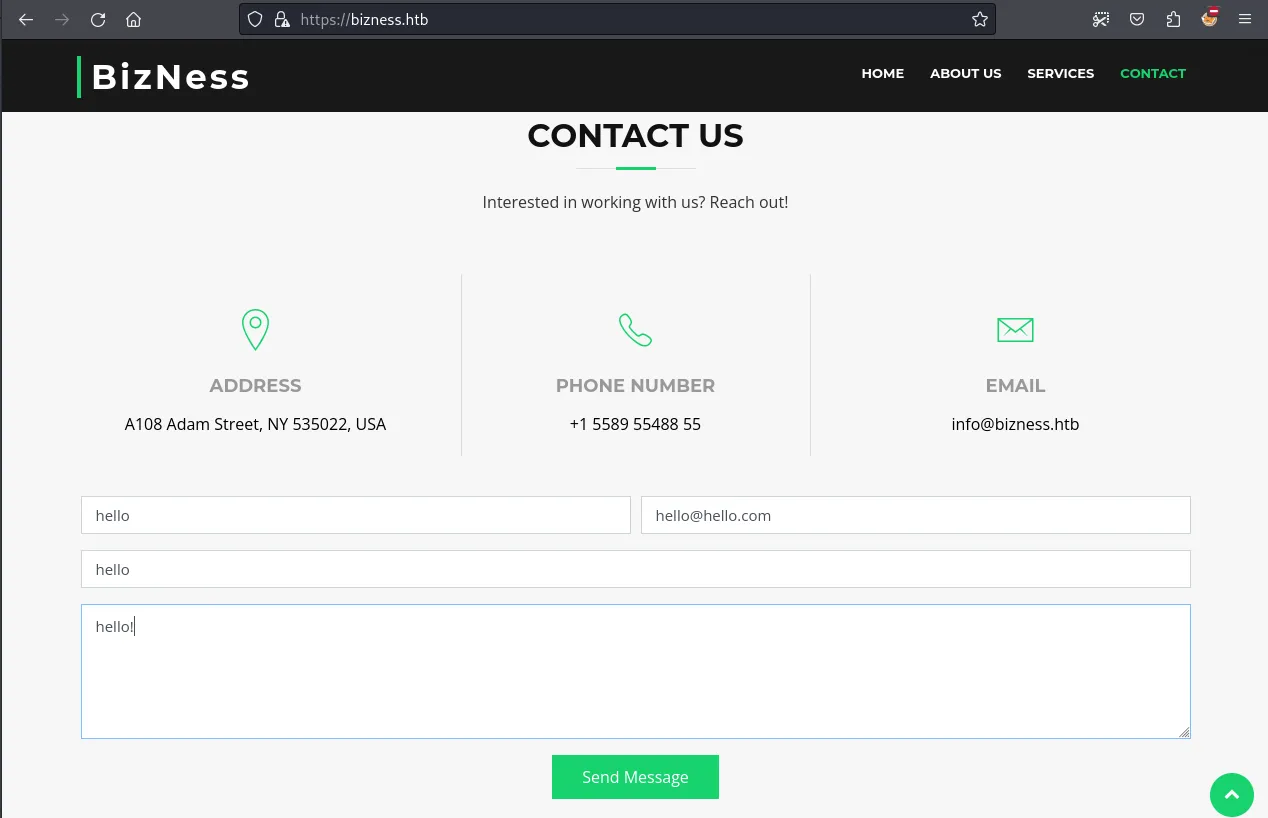 https://bizness.htb
BizNess
HOME ABOUT US SERVICES CONTACT
CONTACT US
Interested in working with us? Reach out!
ADDRESS
A108 Adam Street, NY 535022, USA
PHONE NUMBER
+1 5589 55488 55
EMAIL
info@bizness.htb
hello
hello@hello.com
hello
hello!
Send Message